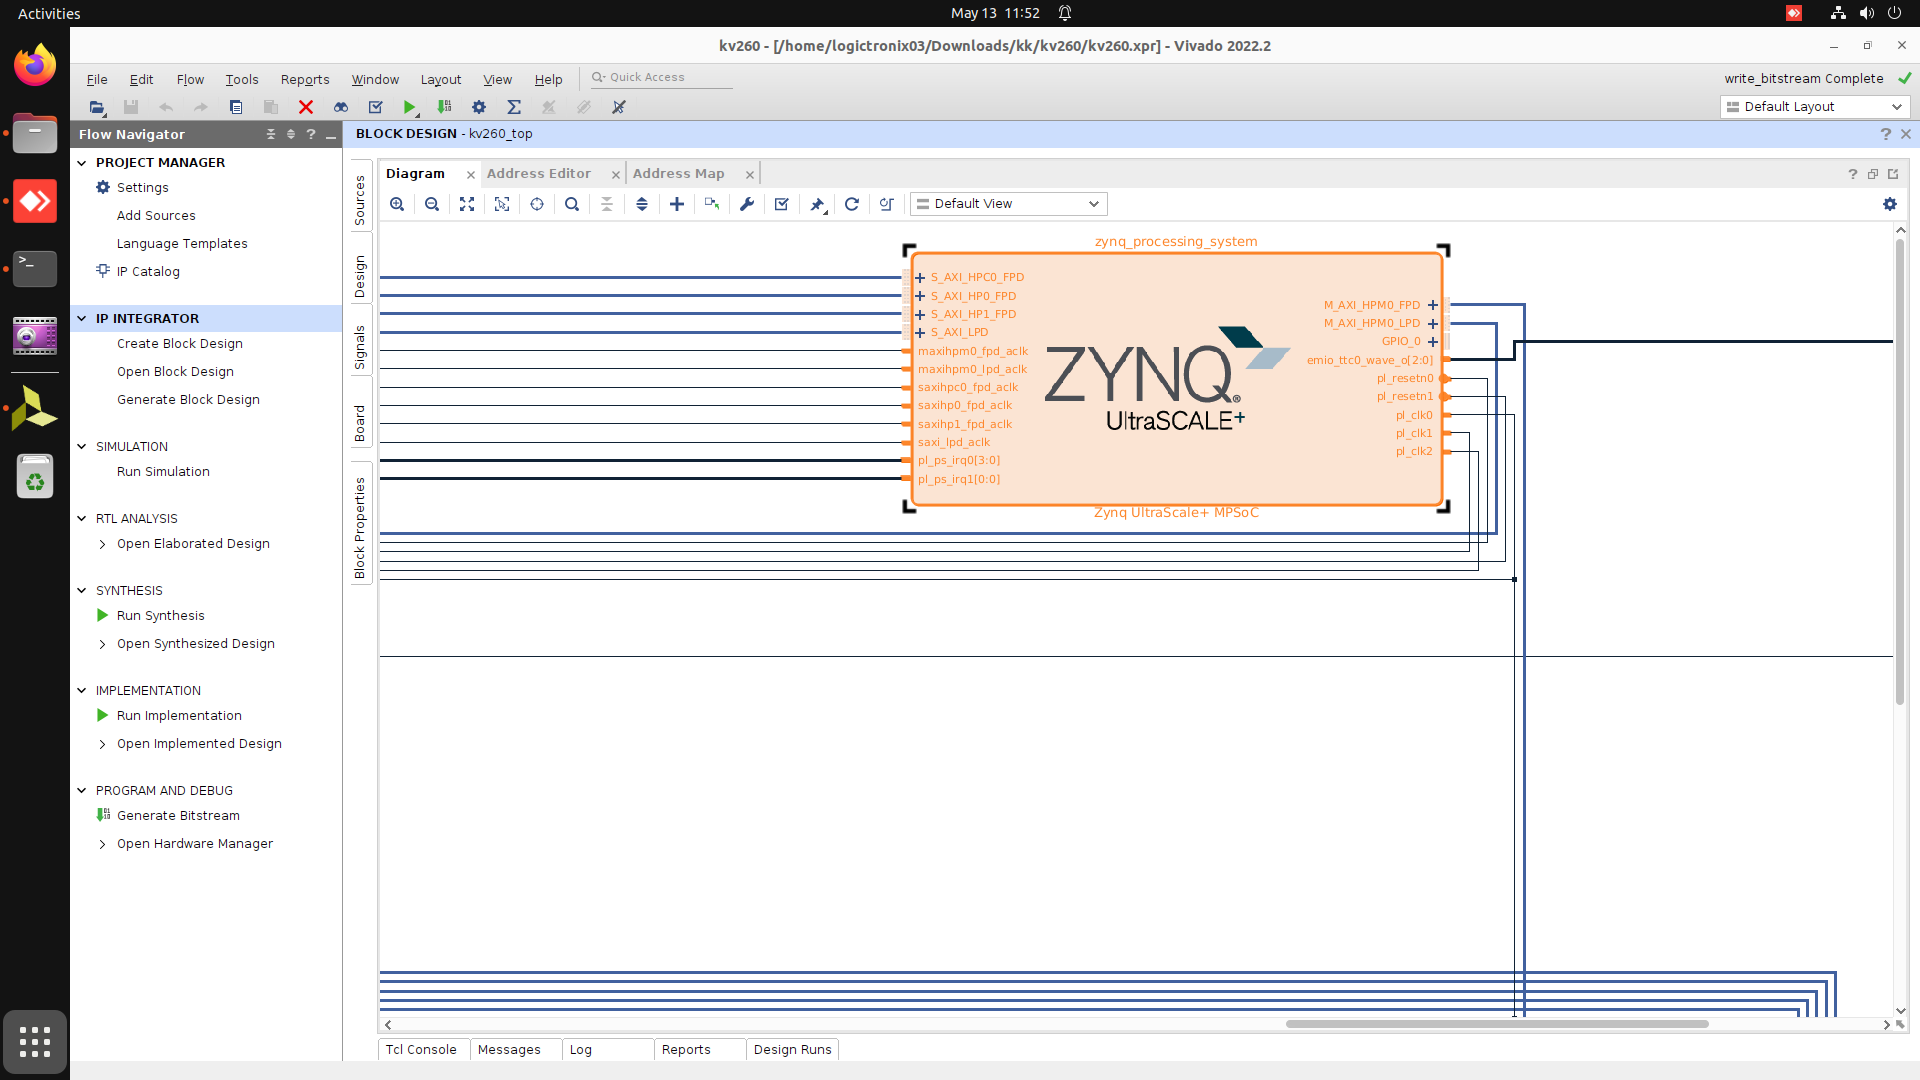 Activities
May 13 11:52
kv260 - [/home/logictronix03/Downloads/kk/kv260/kv260.xpr] - Vivado 2022.2
File Edit Flow Tools Reports Window Layout View Help
Quick Access
write_bitstream Complete
Default Layout
Flow Navigator
PROJECT MANAGER
Settings
Add Sources
Language Templates
IP Catalog
IP INTEGRATOR
Create Block Design
Open Block Design
Generate Block Design
SIMULATION
Run Simulation
RTL ANALYSIS
Open Elaborated Design
SYNTHESIS
Run Synthesis
Open Synthesized Design
IMPLEMENTATION
Run Implementation
Open Implemented Design
PROGRAM AND DEBUG
Generate Bitstream
Open Hardware Manager
BLOCK DESIGN - kv260_top
Sources
Design
Signals
Board
Block Properties
Diagram
Address Editor
Address Map
Default View
zynq_processing_system
S_AXI_HPC0_FPD
S_AXI_HP0_FPD
S_AXI_HP1_FPD
S_AXI_LPD
maxihpm0_fpd_aclk
maxihpm0_lpd_aclk
saxihpc0_fpd_aclk
saxihp0_fpd_aclk
saxihp1_fpd_aclk
saxi_lpd_aclk
pl_ps_irq0[3:0]
pl_ps_irq1[0:0]
ZYNQ®
UltraSCALE+
M_AXI_HPM0_FPD
M_AXI_HPM0_LPD
GPIO_0
emio_ttc0_wave_o[2:0]
pl_resetn0
pl_resetn1
pl_clk0
pl_clk1
pl_clk2
Zynq UltraScale+ MPSoC
Tcl Console
Messages
Log
Reports
Design Runs